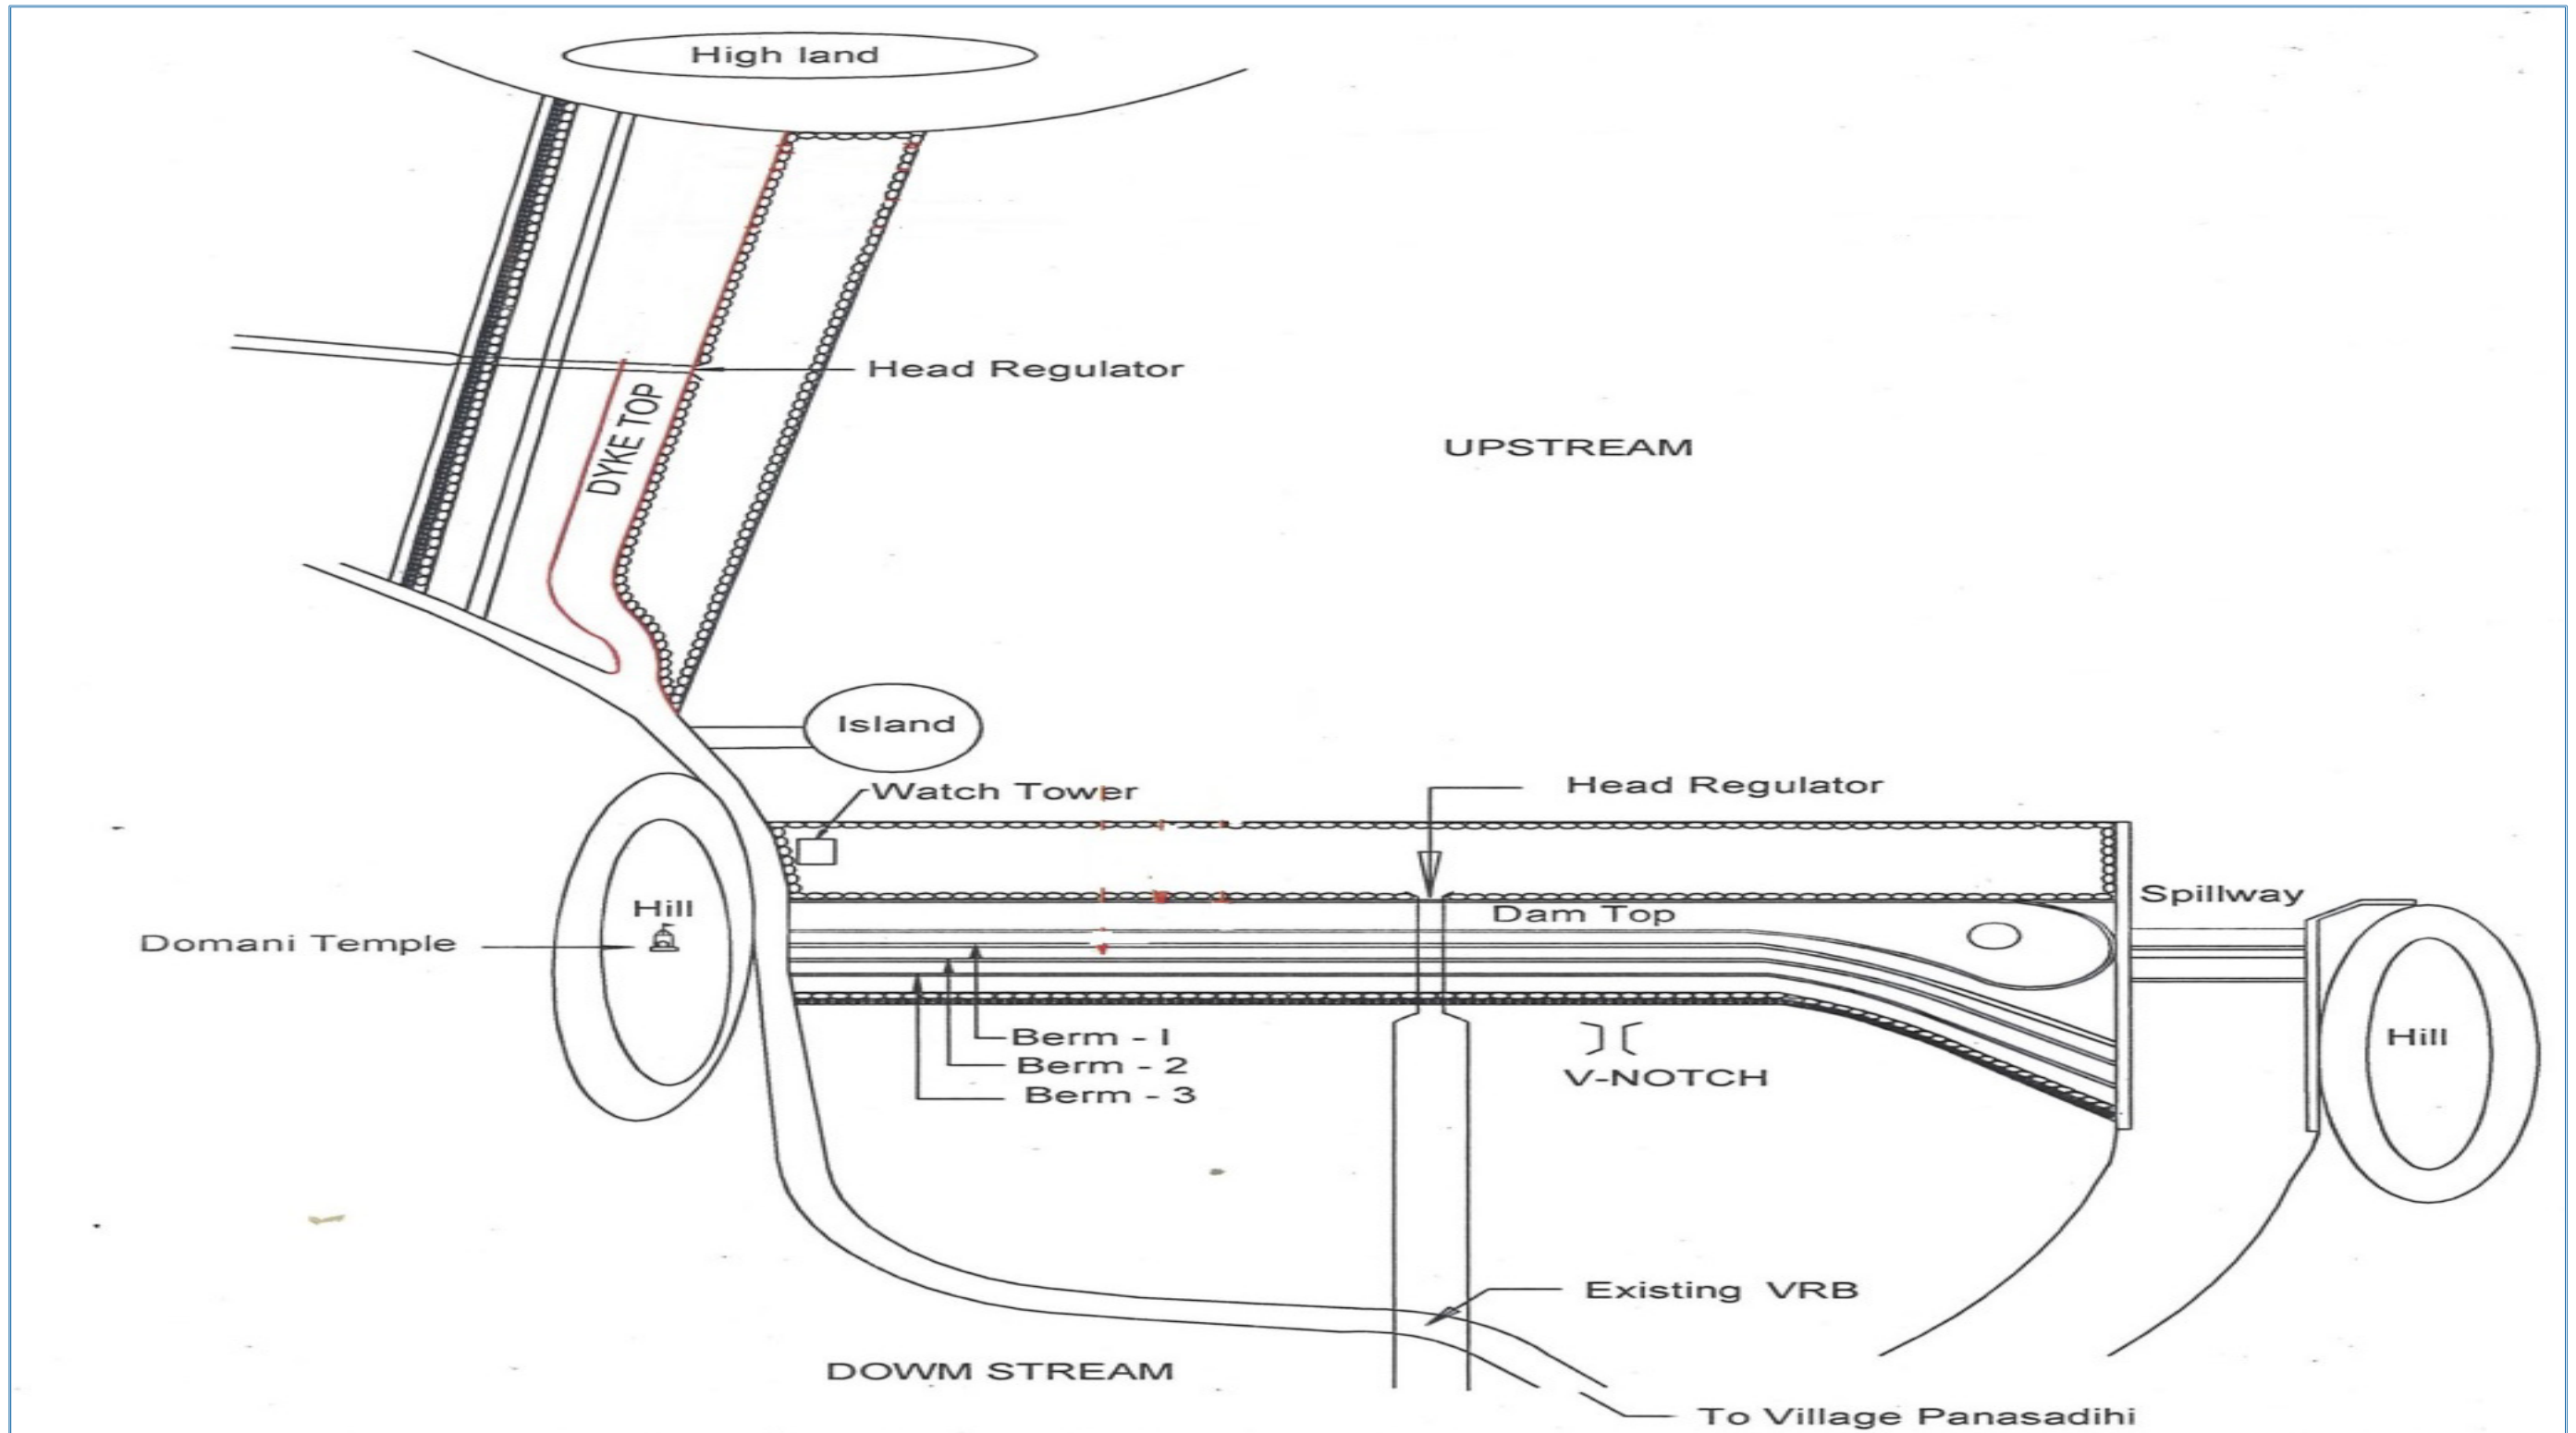 High land
Head Regulator
DYKE TOP
UPSTREAM
Island
Watch Tower
Head Regulator
Spillway
Dam Top
Hill
Domani Temple
Berm - 1
Berm - 2
Berm - 3
V-NOTCH
Hill
Existing VRB
DOWM STREAM
To Village Panasadihi